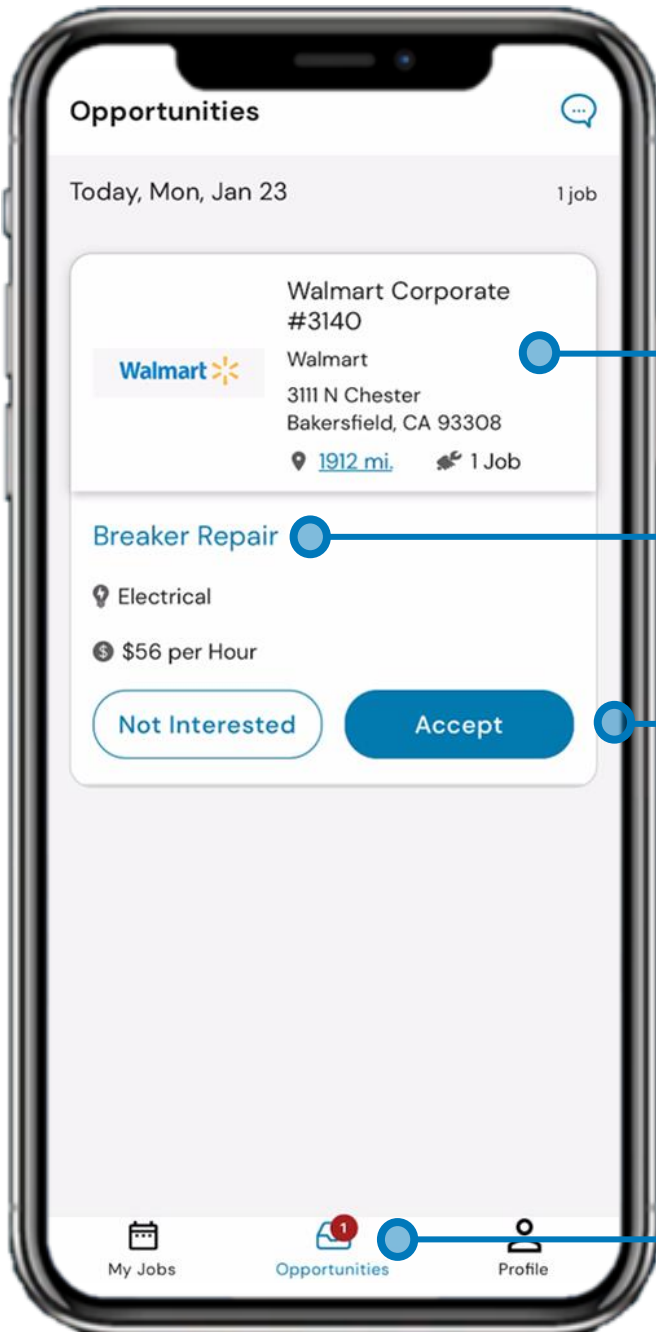 Opportunities
Today, Mon, Jan 23
1 job
Walmart
Walmart Corporate
#3140
Walmart
3111 N Chester
Bakersfield, CA 93308
1912 mi.
1 Job
Breaker Repair
Electrical
$ $56 per Hour
Not Interested
Accept
1
My Jobs
Opportunities
Profile